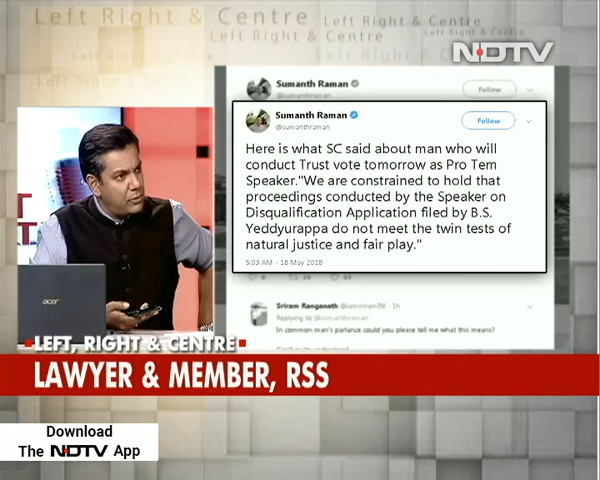 Left Right & Centre
Left Right & Centre
Left Right & Centre
NDTV
Sumanth Raman
@sumanthraman
Follow
Sumanth Raman
@sumanthraman
Follow
Here is what SC said about man who will
conduct Trust vote tomorrow as Pro Tem
Speaker."We are constrained to hold that
proceedings conducted by the Speaker on
Disqualification Application filed by B.S.
Yeddyurappa do not meet the twin tests of
natural justice and fair play."
5:03 AM - 18 May 2018
Sriram Ranganath
1h
Replying to @sumanthraman
In common man's parlance could you please tell me what this means?
acer
LEFT, RIGHT & CENTRE
LAWYER & MEMBER, RSS
Download
The NDTV App